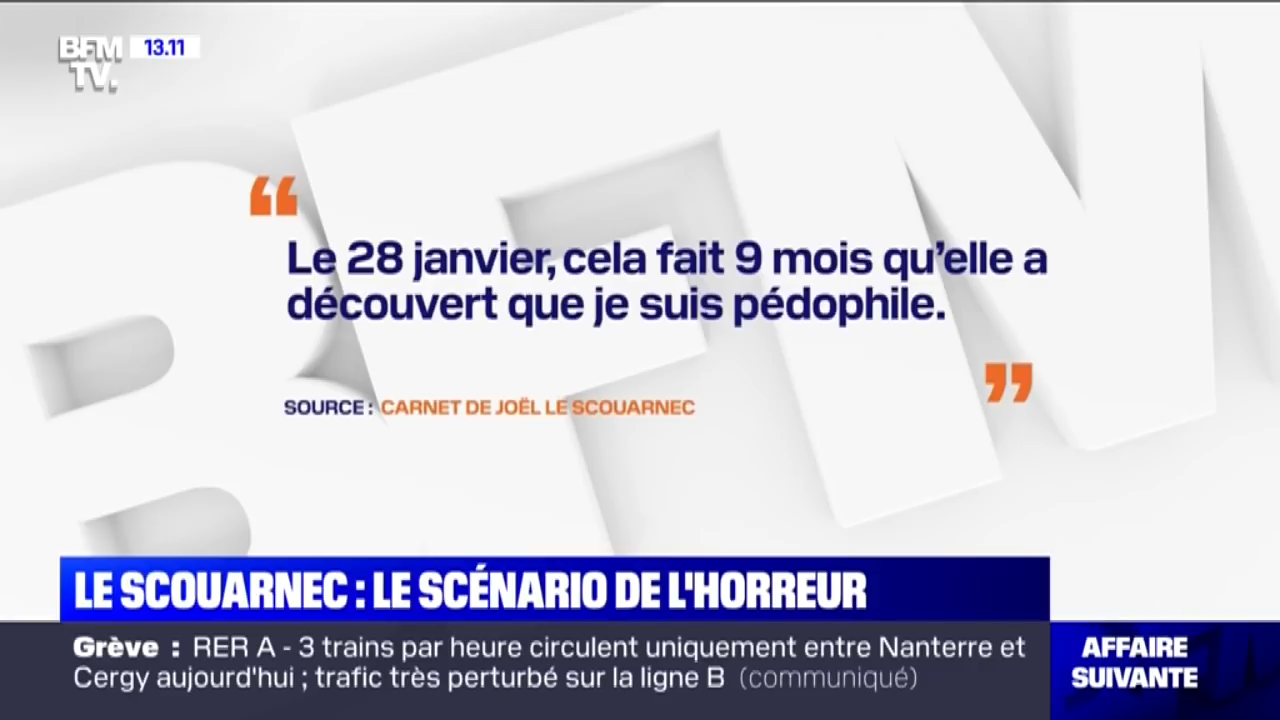 BFM
TV.
13.11
“
Le 28 janvier, cela fait 9 mois qu’elle a
découvert que je suis pédophile.
”
SOURCE : CARNET DE JOËL LE SCOUARNEC
LE SCOUARNEC : LE SCÉNARIO DE L'HORREUR
Grève : RER A - 3 trains par heure circulent uniquement entre Nanterre et
Cergy aujourd'hui ; trafic très perturbé sur la ligne B (communiqué)
AFFAIRE
SUIVANTE